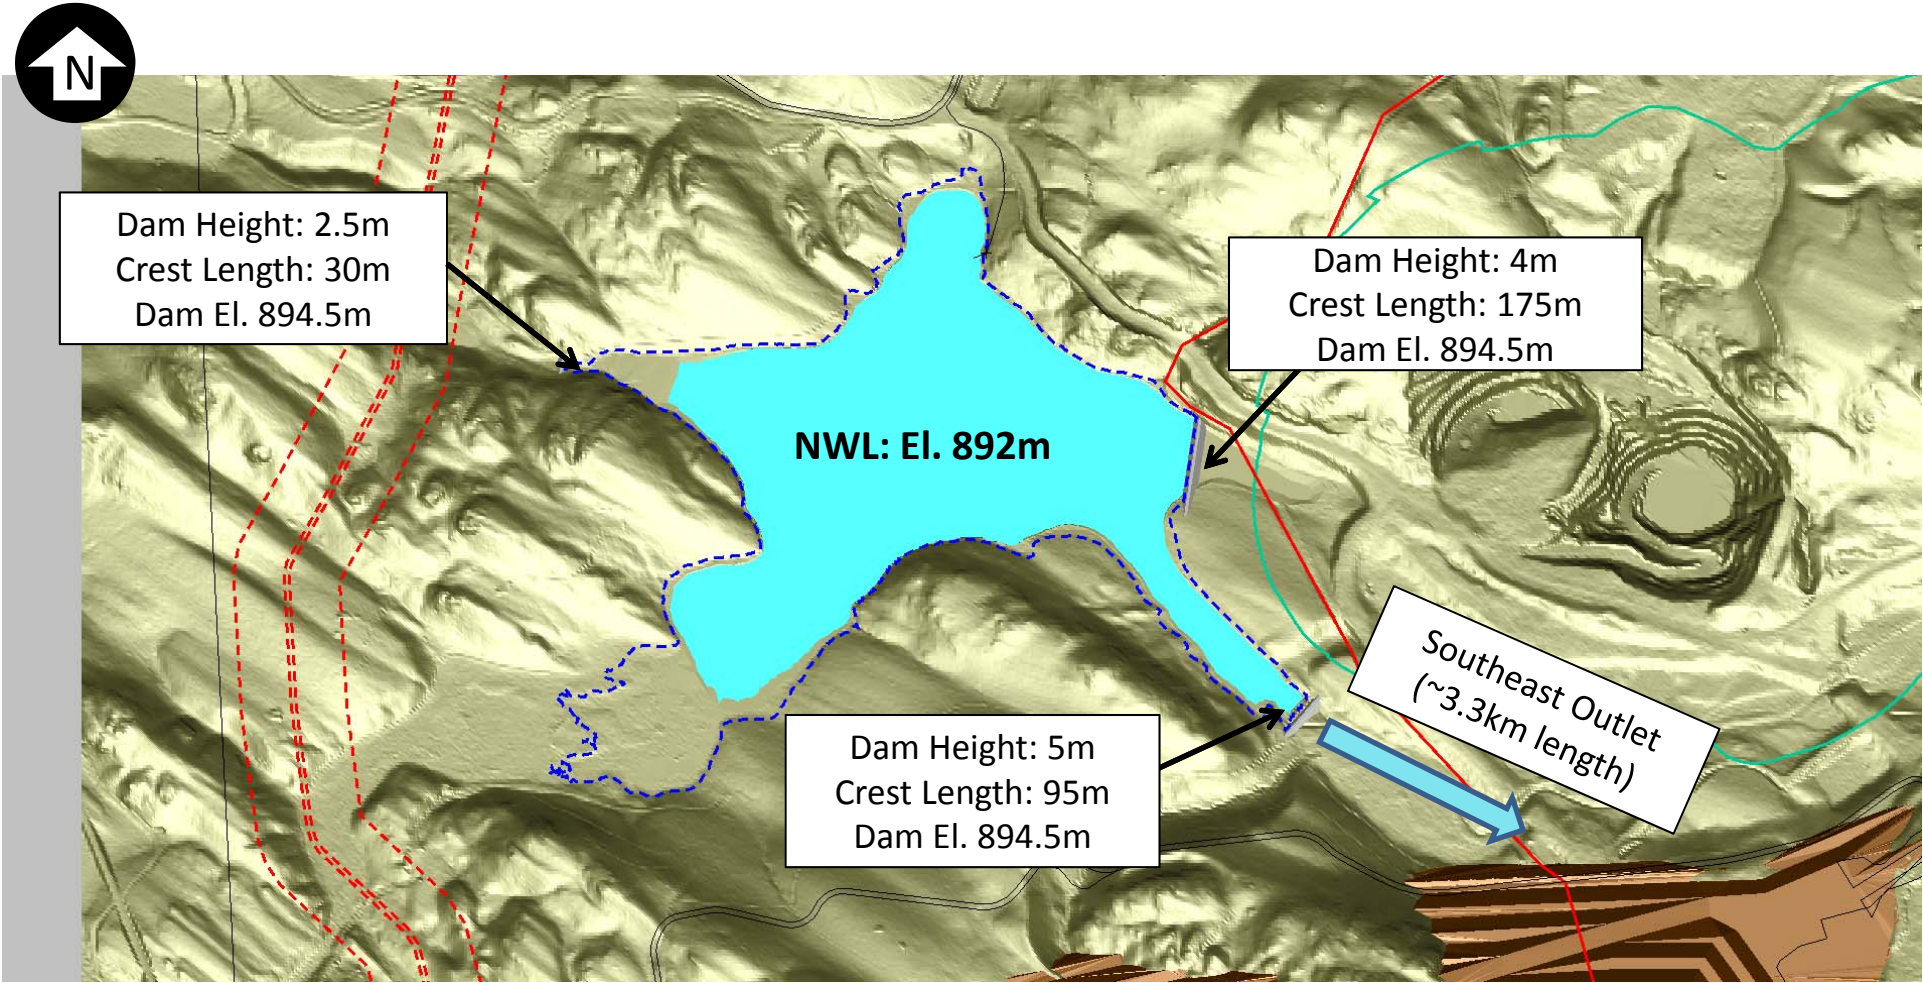 N
Dam Height: 2.5m
Crest Length: 30m
Dam El. 894.5m
Dam Height: 4m
Crest Length: 175m
Dam El. 894.5m
NWL: El. 892m
Southeast Outlet
(~3.3km length)
Dam Height: 5m
Crest Length: 95m
Dam El. 894.5m